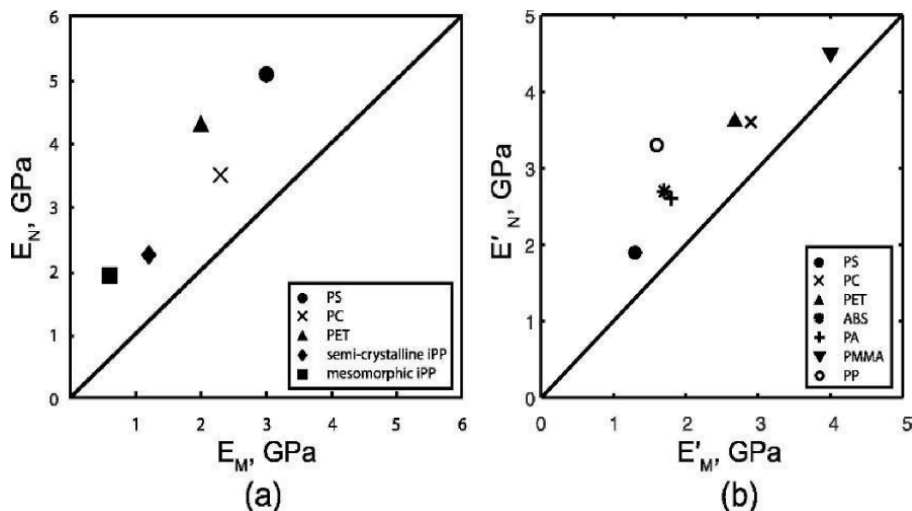 6
5
4
3
2
1
0
E_N, GPa
1 2 3 4 5 6
E_M, GPa
PS
PC
PET
semi-crystalline iPP
mesomorphic iPP
(a)
5
4
3
2
1
0
E'_N, GPa
0 1 2 3 4 5
E'_M, GPa
PS
PC
PET
ABS
PA
PMMA
PP
(b)